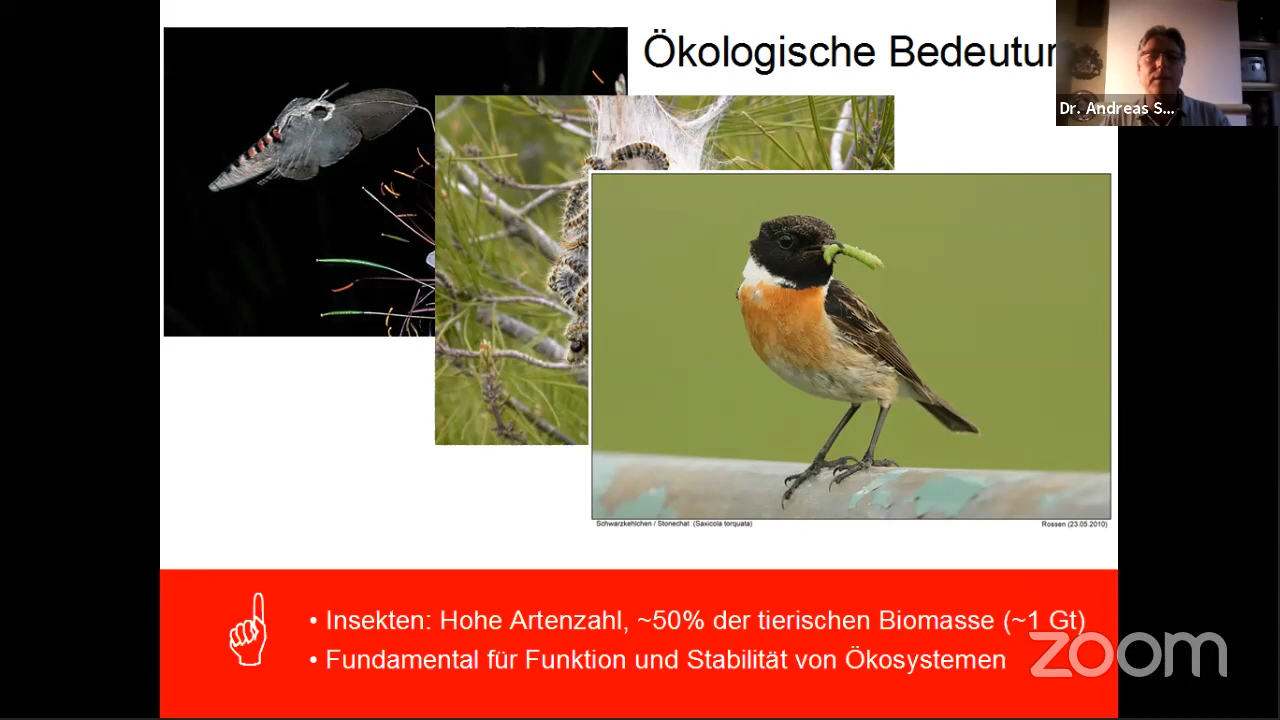 Ökologische Bedeutun
Dr. Andreas S...
Schwarzkehlchen / Stonechat (Saxicola torquata)
Rossen (23.05.2010)
• Insekten: Hohe Artenzahl, ~50% der tierischen Biomasse (~1 Gt)
• Fundamental für Funktion und Stabilität von Ökosystemen
zoom